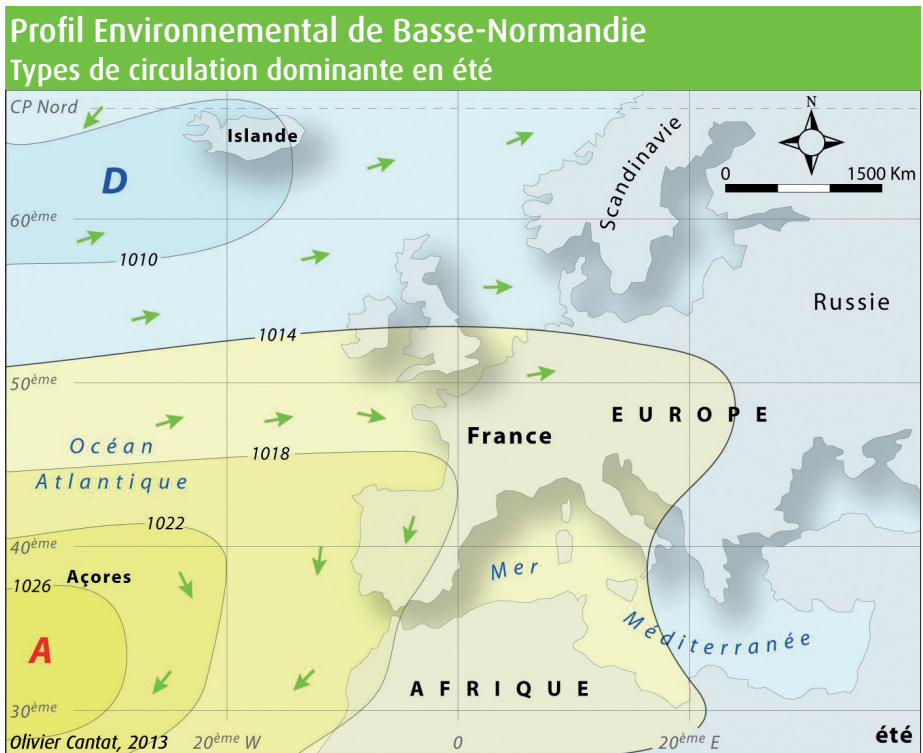 Profil Environnemental de Basse-Normandie
Types de circulation dominante en été
CP Nord
Islande
N
0 1500 Km
Scandinavie
D
60ème
1010
Russie
1014
50ème
EUROPE
France
Océan
Atlantique
1018
1022
40ème
Açores
1026
Mer
Méditerranée
A
AFRIQUE
30ème
Olivier Cantat, 2013
20ème W
0
20ème E
été